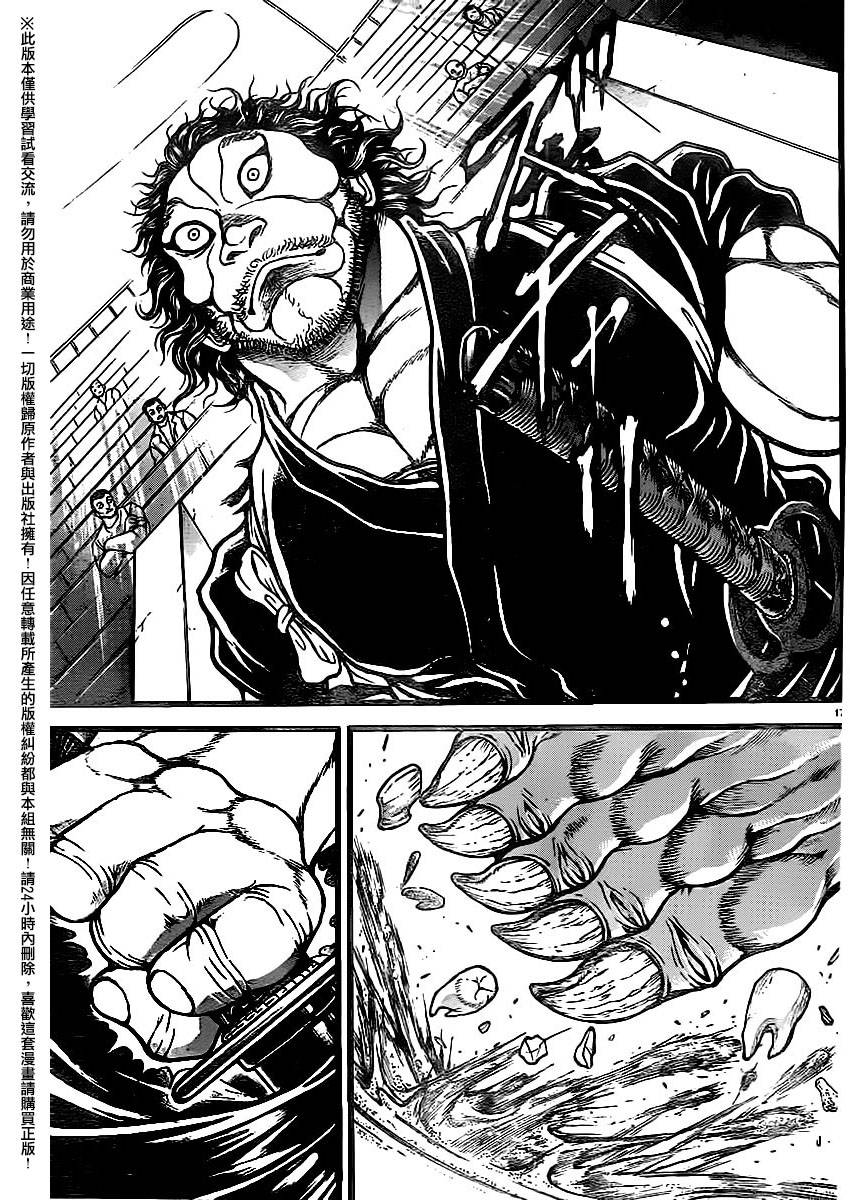 ※此版本僅供學習試看交流，請勿用於商業用途！一切版權歸原作者與出版社擁有！因任意轉載所產生的版權糾紛都與本組無關！請24小時內刪除，喜歡這套漫畫請購買正版！
17